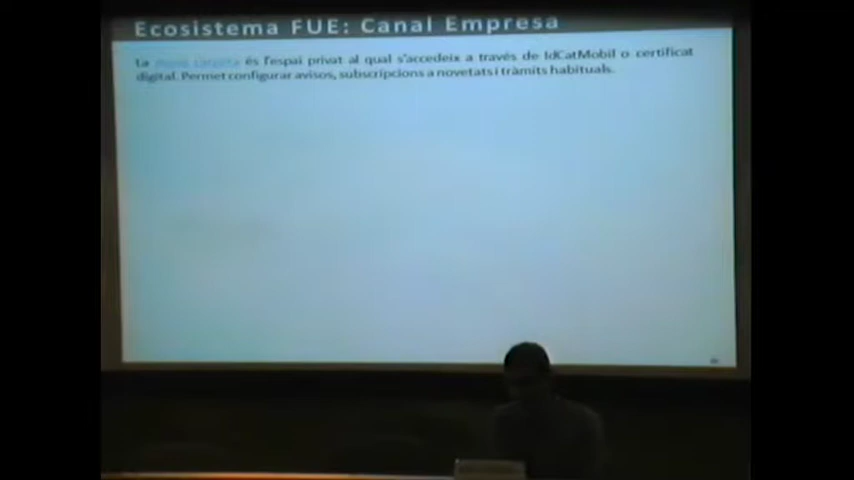 Ecosistema FUE: Canal Empresa
La és l'espai privat al qual s'accedeix a través de IdCatMobil o certificat
digital. Permet configurar avisos, subscripcions a novetats i tràmits habituals.